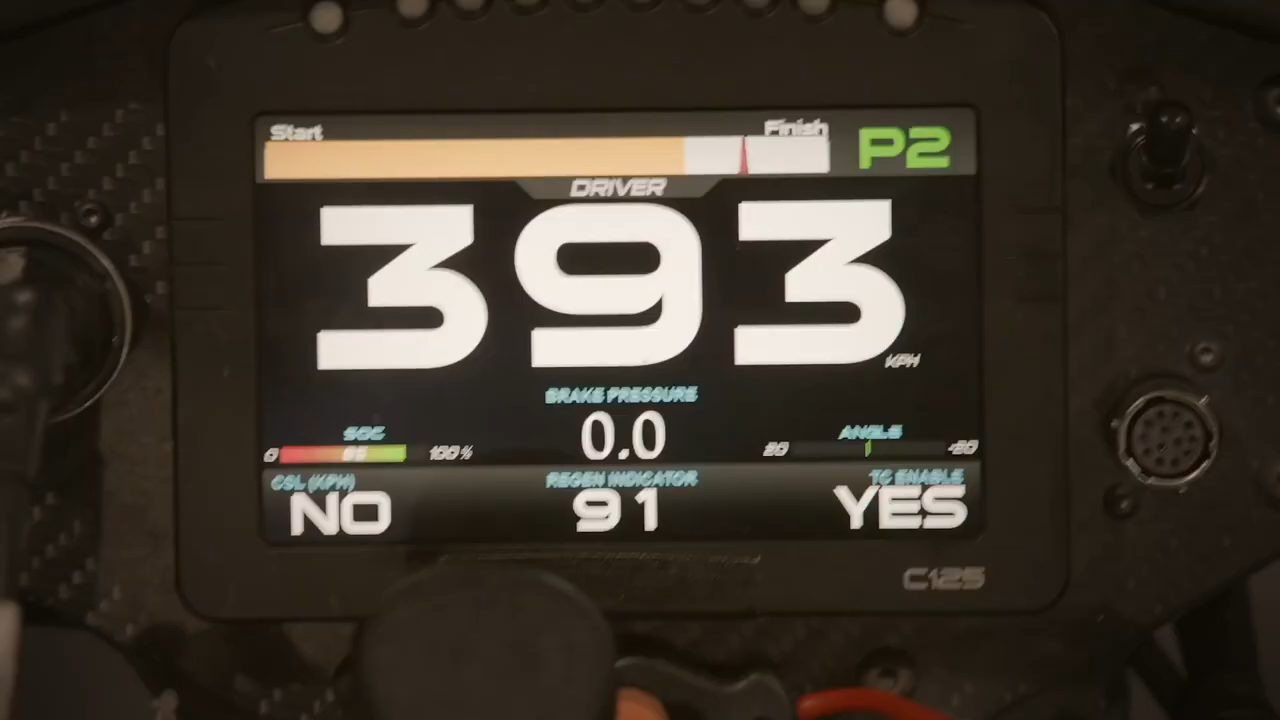 Start Finish P2
DRIVER
393
KPH
BRAKE PRESSURE
0.0
SOC
0 100%
ANGLE
20 -20
CSL (KPH) REGEN INDICATOR TC ENABLE
NO 91 YES
C125